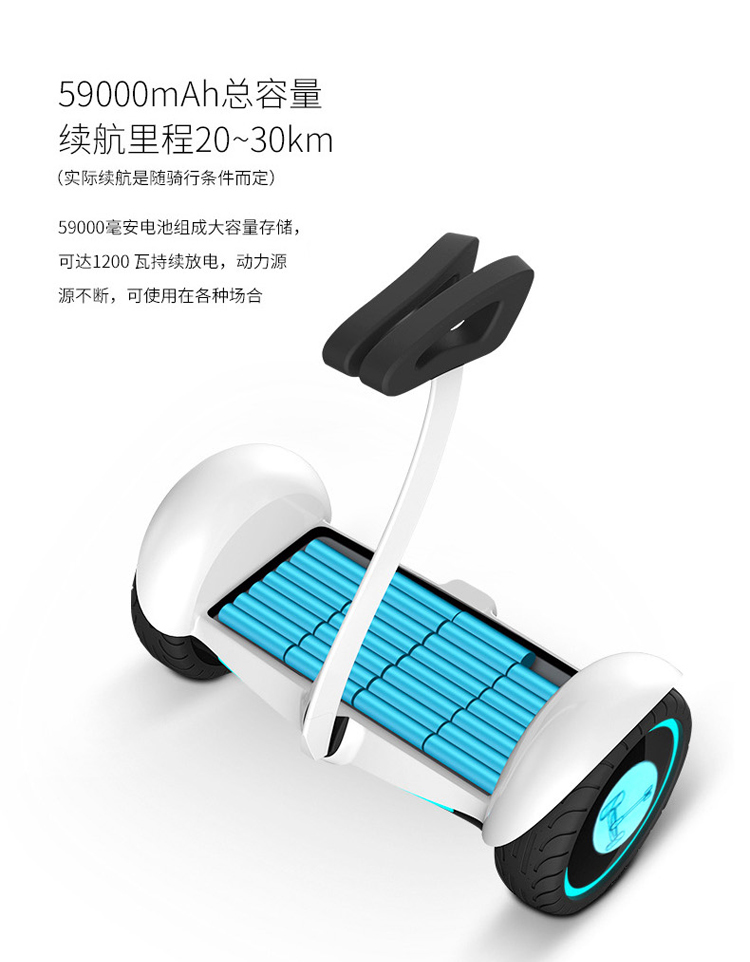 59000mAh总容量
续航里程20~30km
(实际续航是随骑行条件而定)
59000毫安电池组成大容量存储，
可达1200 瓦持续放电，动力源
源不断，可使用在各种场合